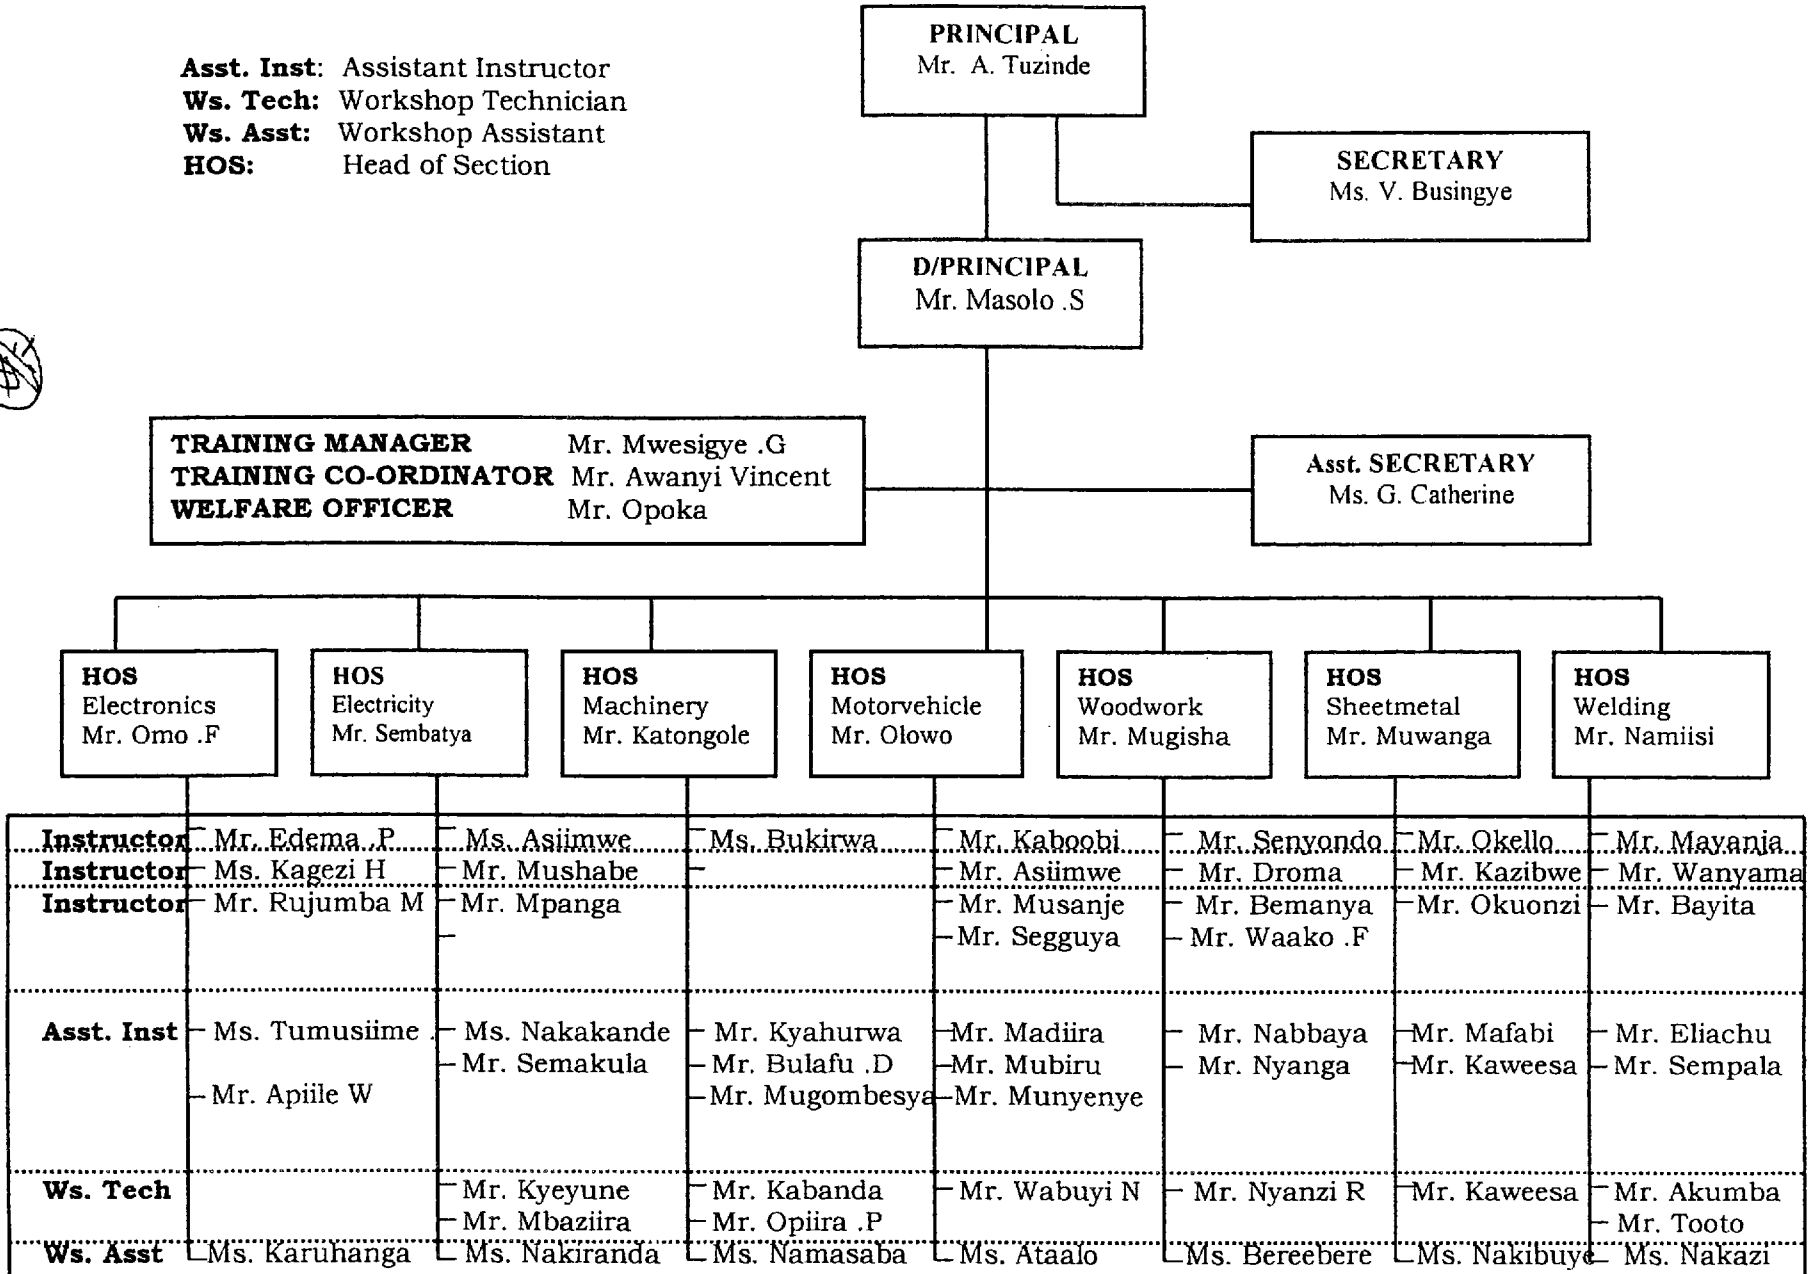 Asst. Inst: Assistant Instructor
Ws. Tech: Workshop Technician
Ws. Asst: Workshop Assistant
HOS: Head of Section
PRINCIPAL
Mr. A. Tuzinde
SECRETARY
Ms. V. Busingye
D/PRINCIPAL
Mr. Masolo .S
TRAINING MANAGER Mr. Mwesigye .G
TRAINING CO-ORDINATOR Mr. Awanyi Vincent
WELFARE OFFICER Mr. Opoka
Asst. SECRETARY
Ms. G. Catherine
HOS
Electronics
Mr. Omo .F
HOS
Electricity
Mr. Sembatya
HOS
Machinery
Mr. Katongole
HOS
Motorvehicle
Mr. Olowo
HOS
Woodwork
Mr. Mugisha
HOS
Sheetmetal
Mr. Muwanga
HOS
Welding
Mr. Namiisi
Instructor Mr. Edema .P Ms. Asiimwe Ms. Bukirwa Mr. Kaboobi Mr. Senyondo Mr. Okello Mr. Mayanja
Instructor Ms. Kagezi H Mr. Mushabe Mr. Asiimwe Mr. Droma Mr. Kazibwe Mr. Wanyama
Instructor Mr. Rujumba M Mr. Mpanga Mr. Musanje Mr. Bemanya Mr. Okuonzi Mr. Bayita
Mr. Segguya Mr. Waako .F
Asst. Inst Ms. Tumusiime . Ms. Nakakande Mr. Kyahurwa Mr. Madiira Mr. Nabbaya Mr. Mafabi Mr. Eliachu
Mr. Semakula Mr. Bulafu .D Mr. Mubiru Mr. Nyanga Mr. Kaweesa Mr. Sempala
Mr. Apiile W Mr. Mugombesya Mr. Munyenye
Ws. Tech Mr. Kyeyune Mr. Kabanda Mr. Wabuyi N Mr. Nyanzi R Mr. Kaweesa Mr. Akumba
Mr. Mbaziira Mr. Opiira .P Mr. Tooto
Ws. Asst Ms. Karuhanga Ms. Nakiranda Ms. Namasaba Ms. Ataalo Ms. Bereebere Ms. Nakibuye Ms. Nakazi